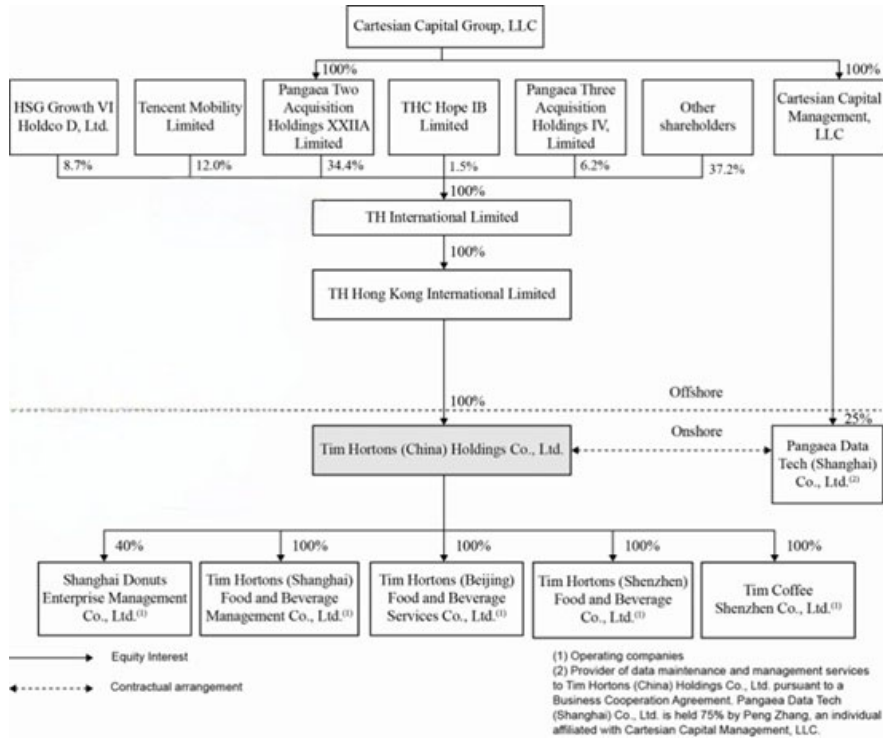 Cartesian Capital Group, LLC
100%
100%
HSG Growth VI
Holdco D, Ltd.
Tencent Mobility
Limited
Pangaea Two
Acquisition
Holdings XXIIA
Limited
THC Hope IB
Limited
Pangaea Three
Acquisition
Holdings IV,
Limited
Other
shareholders
Cartesian Capital
Management,
LLC
8.7%
12.0%
34.4%
1.5%
6.2%
37.2%
100%
TH International Limited
100%
TH Hong Kong International Limited
100%
Offshore
Onshore
25%
Tim Hortons (China) Holdings Co., Ltd.
Pangaea Data
Tech (Shanghai)
Co., Ltd.(2)
40%
100%
100%
100%
100%
Shanghai Donuts
Enterprise Management
Co., Ltd.(1)
Tim Hortons (Shanghai)
Food and Beverage
Management Co., Ltd.(1)
Tim Hortons (Beijing)
Food and Beverage
Services Co., Ltd.(1)
Tim Hortons (Shenzhen)
Food and Beverage
Co., Ltd.(1)
Tim Coffee
Shenzhen Co., Ltd.(1)
Equity Interest
Contractual arrangement
(1) Operating companies
(2) Provider of data maintenance and management services
to Tim Hortons (China) Holdings Co., Ltd. pursuant to a
Business Cooperation Agreement. Pangaea Data Tech
(Shanghai) Co., Ltd. is held 75% by Peng Zhang, an individual
affiliated with Cartesian Capital Management, LLC.